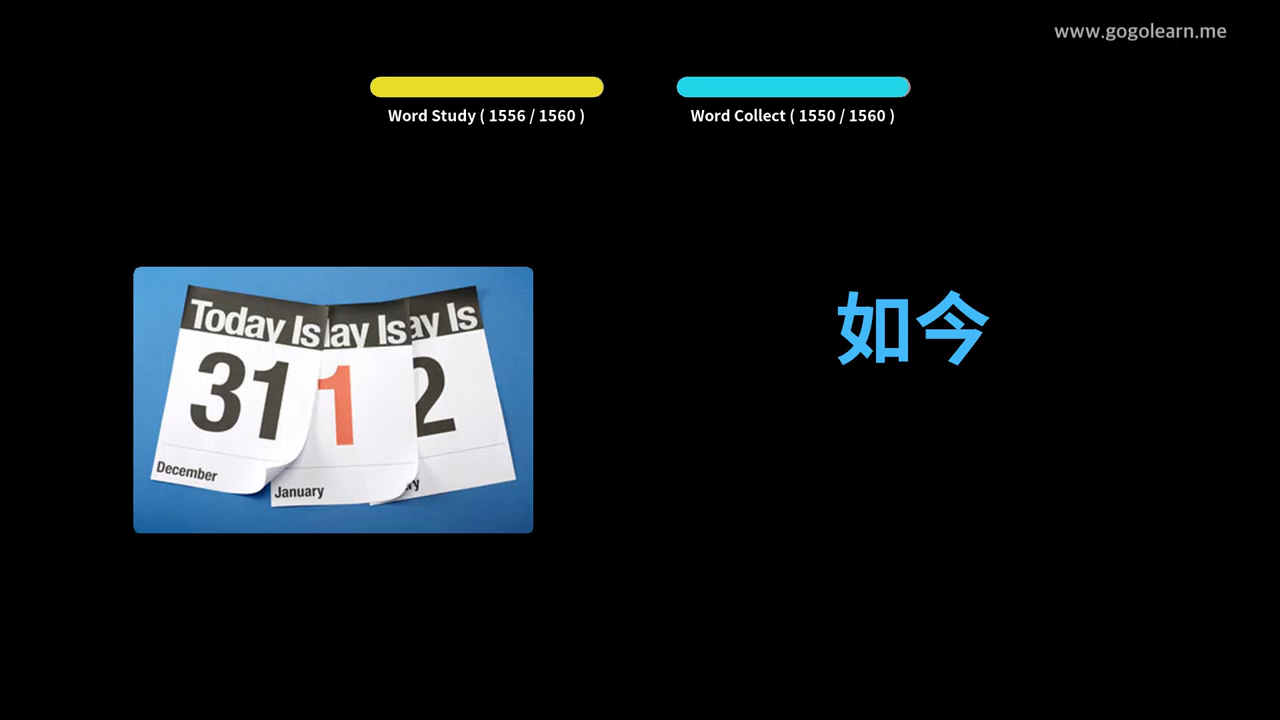 www.gogolearn.me
Word Study ( 1556 / 1560 )
Word Collect ( 1550 / 1560 )
如今
Today Is
ay Is
ay Is
31
1
2
December
January
ry